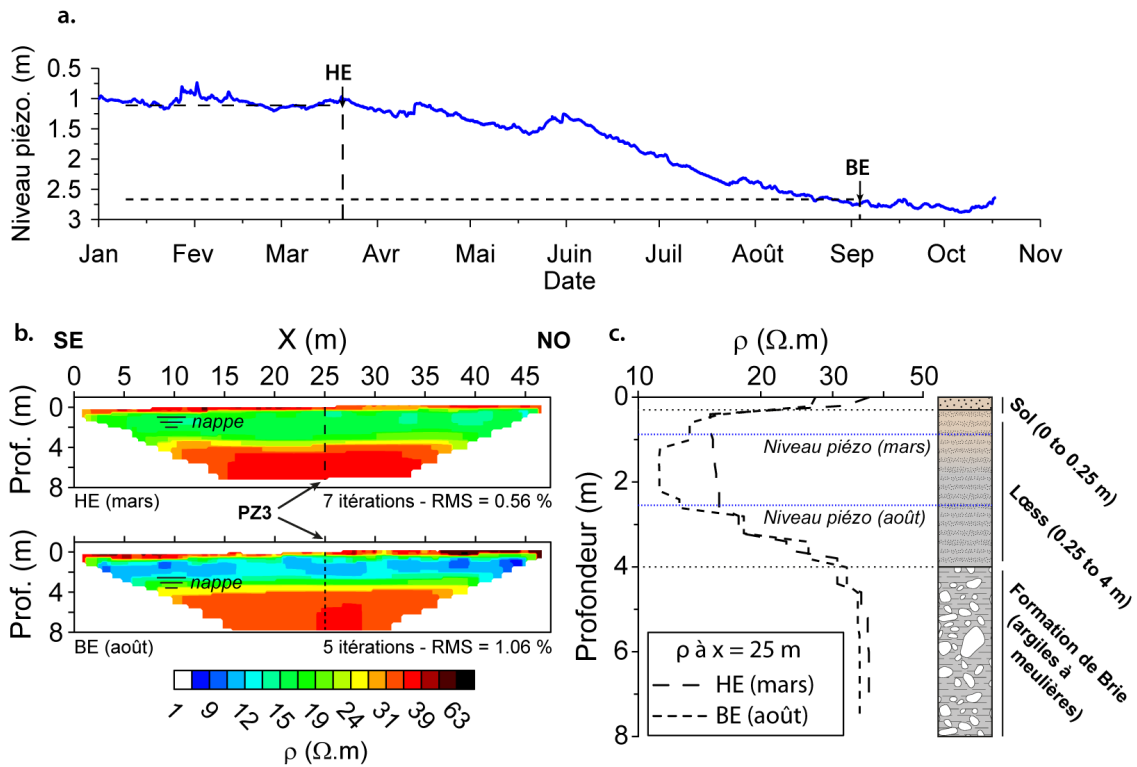 a.
Niveau piézo. (m)
0.5
1
1.5
2
2.5
3
HE
BE
Jan
Fev
Mar
Avr
Mai
Juin
Juil
Août
Sep
Oct
Nov
Date
b.
SE
X (m)
NO
0 5 10 15 20 25 30 35 40 45
Prof. (m)
0
4
8
nappe
HE (mars)
7 itérations - RMS = 0.56 %
PZ3
Prof. (m)
0
4
8
nappe
BE (août)
5 itérations - RMS = 1.06 %
1 9 12 15 19 24 31 39 63
ρ (Ω.m)
c.
ρ (Ω.m)
10 20 30 50
Profondeur (m)
0
2
4
6
8
Niveau piézo (mars)
Niveau piézo (août)
ρ à x = 25 m
HE (mars)
BE (août)
Sol (0 to 0.25 m)
Lœss (0.25 to 4 m)
Formation de Brie
(argiles à
meulières)